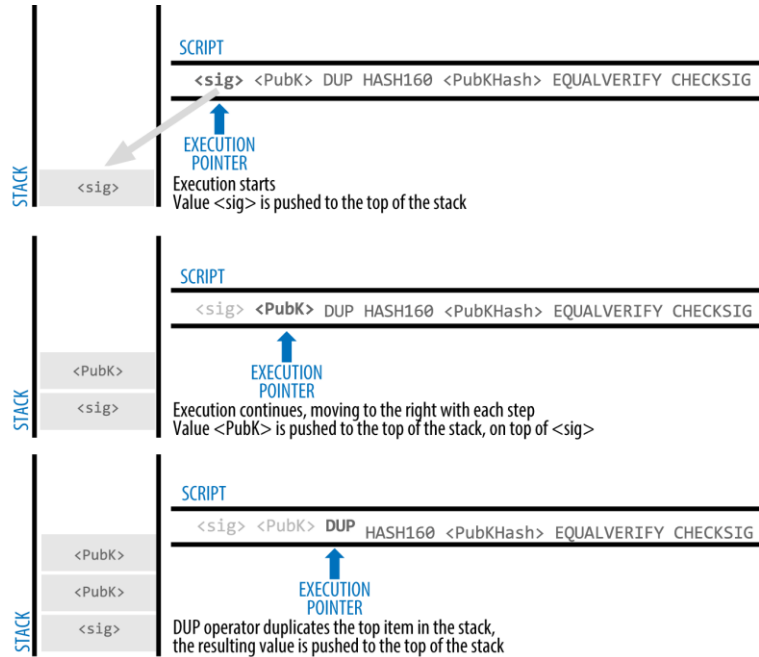 SCRIPT
<sig> <PubK> DUP HASH160 <PubKHash> EQUALVERIFY CHECKSIG
EXECUTION
POINTER
STACK
<sig>
Execution starts
Value <sig> is pushed to the top of the stack
SCRIPT
<sig> <PubK> DUP HASH160 <PubKHash> EQUALVERIFY CHECKSIG
EXECUTION
POINTER
STACK
<PubK>
<sig>
Execution continues, moving to the right with each step
Value <PubK> is pushed to the top of the stack, on top of <sig>
SCRIPT
<sig> <PubK> DUP HASH160 <PubKHash> EQUALVERIFY CHECKSIG
EXECUTION
POINTER
STACK
<PubK>
<PubK>
<sig>
DUP operator duplicates the top item in the stack,
the resulting value is pushed to the top of the stack